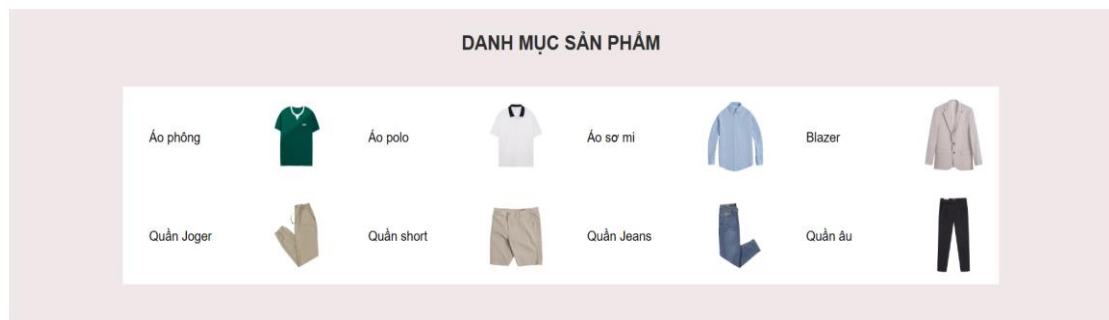 DANH MỤC SẢN PHẨM
Áo phông Áo polo Áo sơ mi Blazer
Quần Joger Quần short Quần Jeans Quần âu